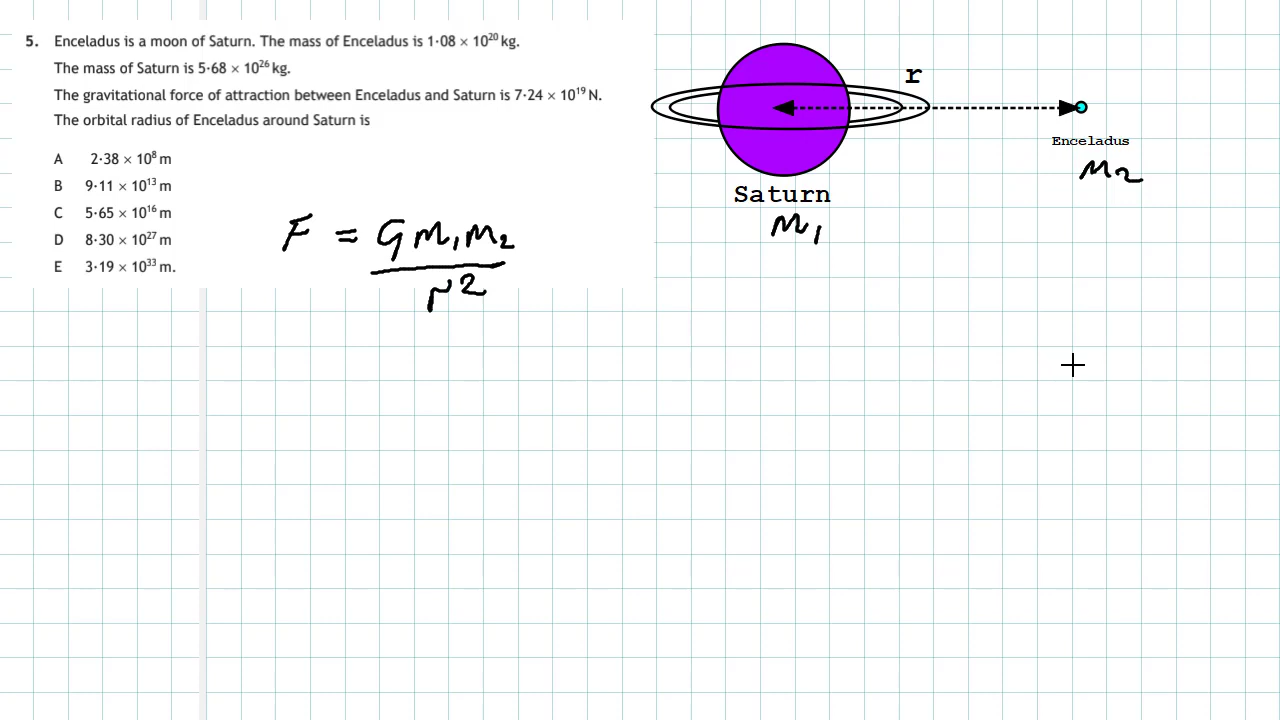 5. Enceladus is a moon of Saturn. The mass of Enceladus is 1·08 × 10²⁰ kg.
The mass of Saturn is 5·68 × 10²⁶ kg.
The gravitational force of attraction between Enceladus and Saturn is 7·24 × 10¹⁹ N.
The orbital radius of Enceladus around Saturn is
A 2·38 × 10⁸ m
B 9·11 × 10¹³ m
C 5·65 × 10¹⁶ m
D 8·30 × 10²⁷ m
E 3·19 × 10³³ m.
F = G m₁ m₂
r²
r
Enceladus
m₂
Saturn
m₁